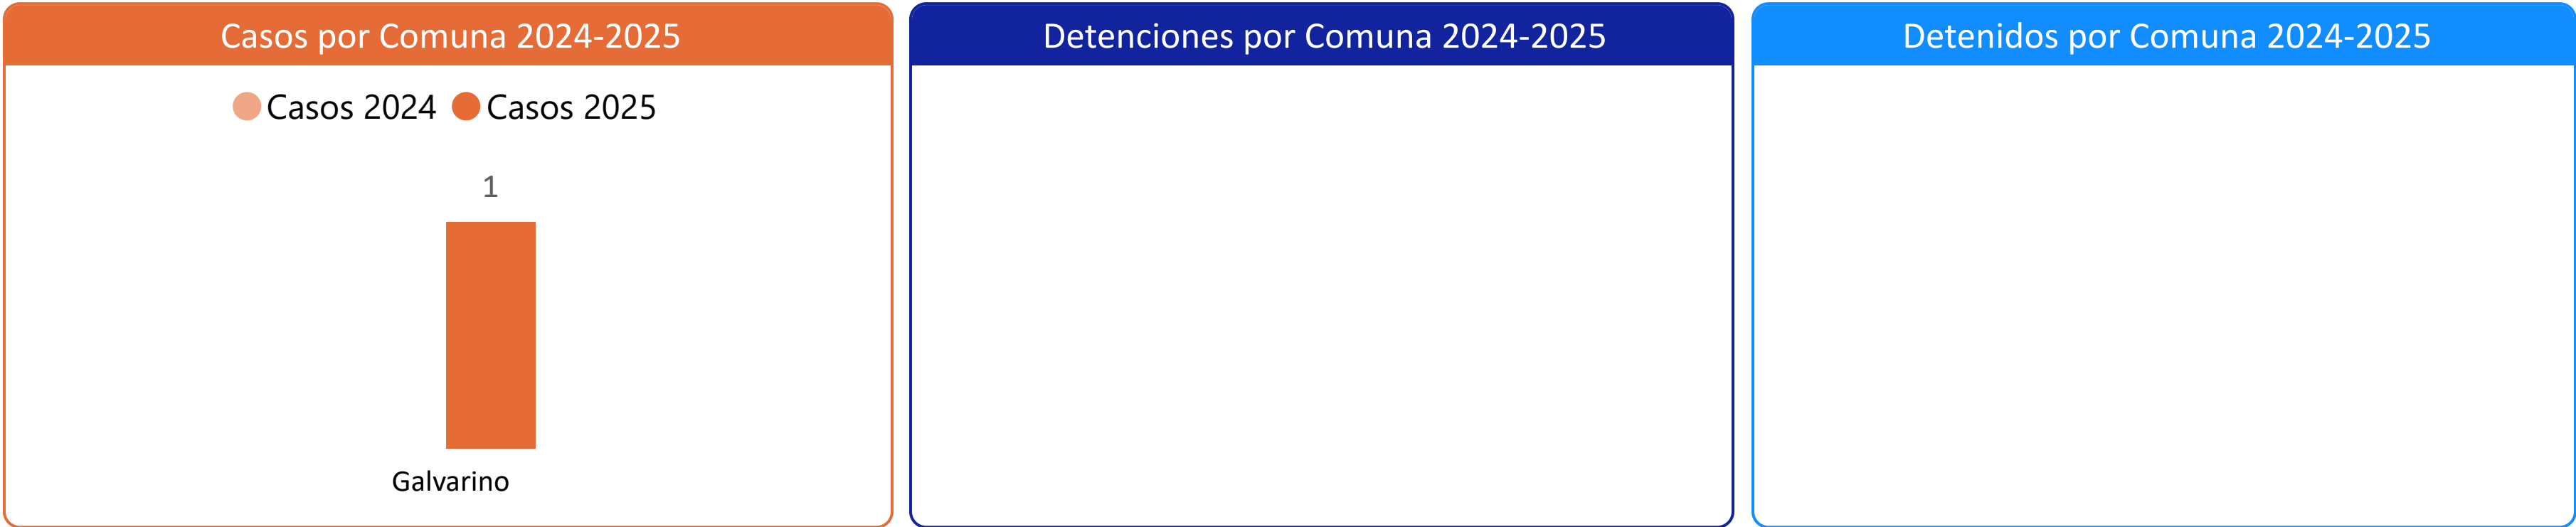 Casos por Comuna 2024-2025
Casos 2024 Casos 2025
1
Galvarino
Detenciones por Comuna 2024-2025
Detenidos por Comuna 2024-2025